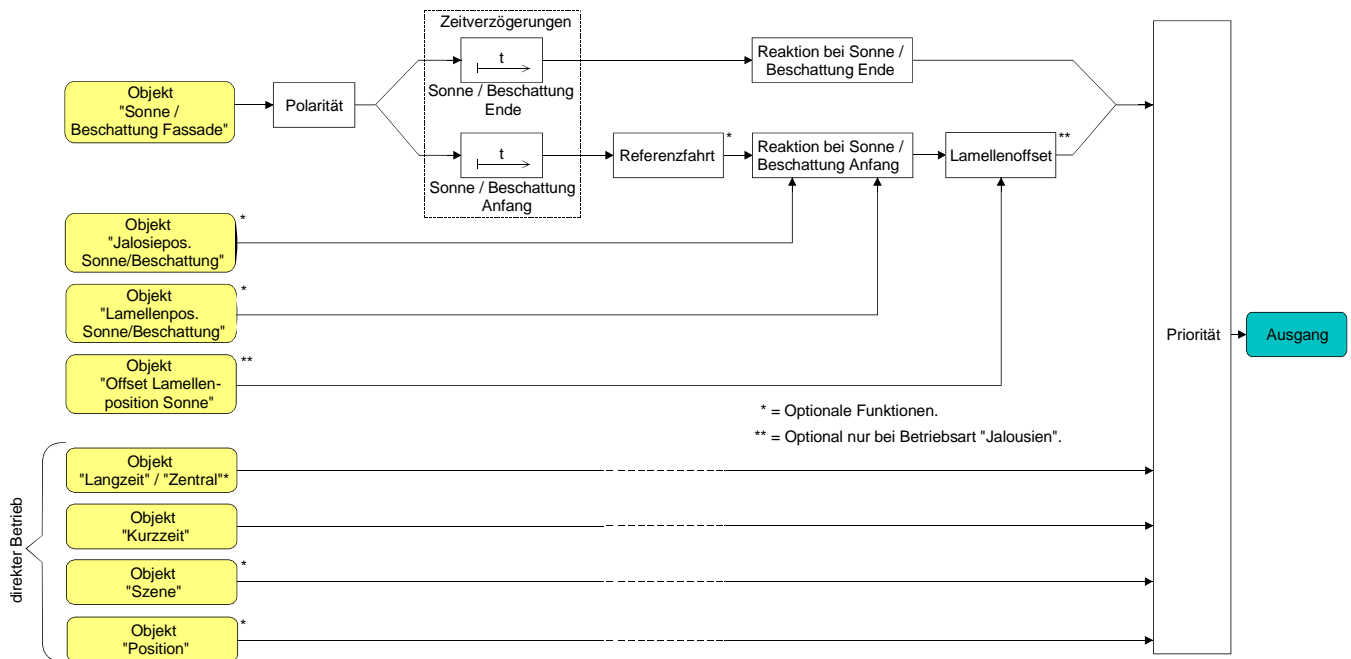 Zeitverzögerungen
t
Sonne / Beschattung
Ende
Reaktion bei Sonne /
Beschattung Ende
Objekt
"Sonne /
Beschattung Fassade"
Polarität
t
Sonne / Beschattung
Anfang
Referenzfahrt
*
Reaktion bei Sonne /
Beschattung Anfang
Lamellenoffset
**
Objekt
"Jalosiepos.
Sonne/Beschattung"
*
Objekt
"Lamellenpos.
Sonne/Beschattung"
*
Objekt
"Offset Lamellen-
position Sonne"
**
Priorität
Ausgang
* = Optionale Funktionen.
** = Optional nur bei Betriebsart "Jalousien".
direkter Betrieb
Objekt
"Langzeit" / "Zentral"*
Objekt
"Kurzzeit"
Objekt
"Szene"
*
Objekt
"Position"
*